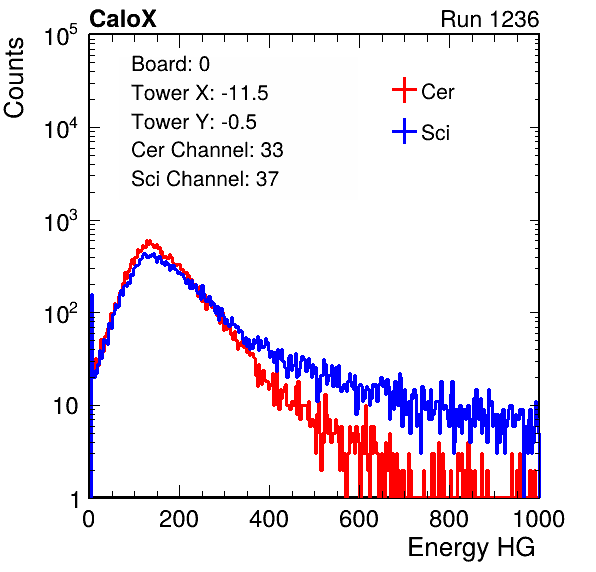 CaloX Run 1236
Counts
10^5
10^4
10^3
10^2
10
1
Board: 0
Tower X: -11.5
Tower Y: -0.5
Cer Channel: 33
Sci Channel: 37
Cer
Sci
0 200 400 600 800 1000
Energy HG